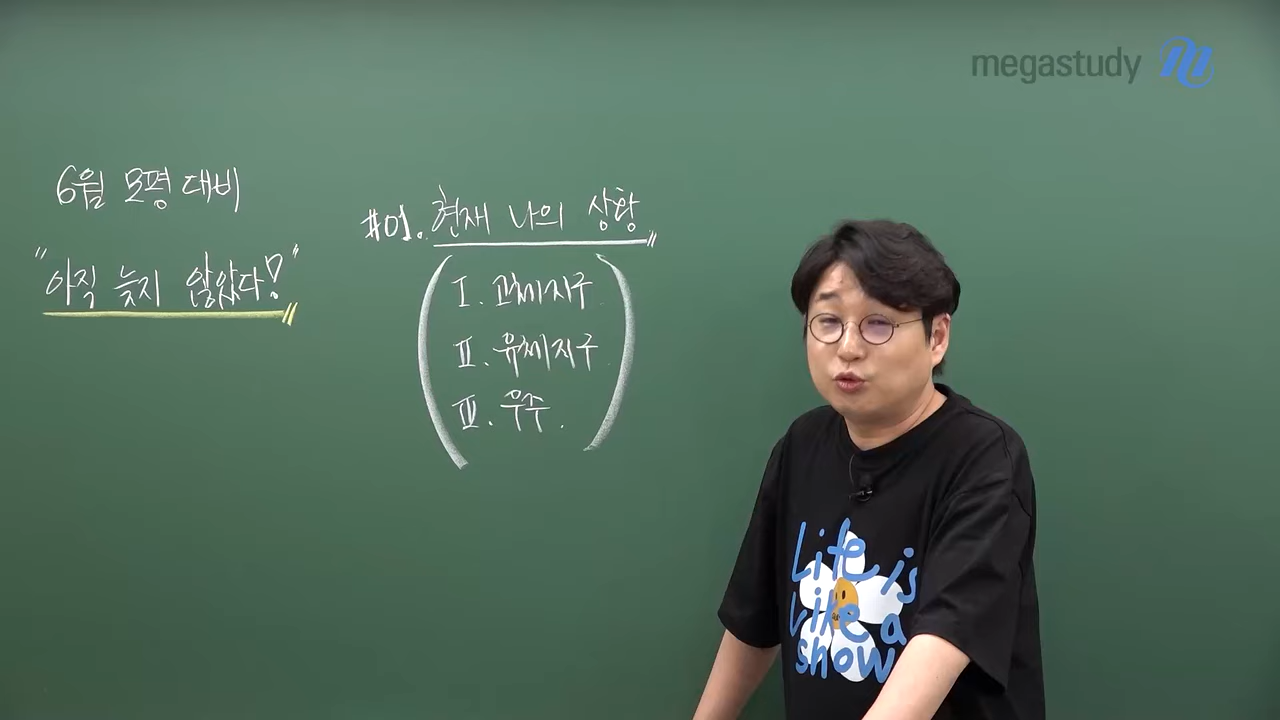 megastudy
6월 모평 대비
"아직 늦지 않았다!"
#01. 현재 나의 상황
I. 고체지구
II. 유체지구
III. 우주.
Life is
Like a
show